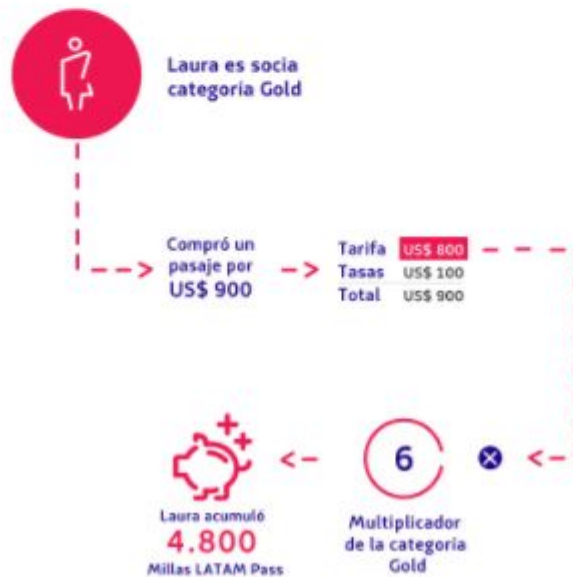 Laura es socia
categoría Gold
Compró un
pasaje por
US$ 900
Tarifa US$ 800
Tasas US$ 100
Total US$ 900
6
Multiplicador
de la categoría
Gold
Laura acumuló
4.800
Millas LATAM Pass